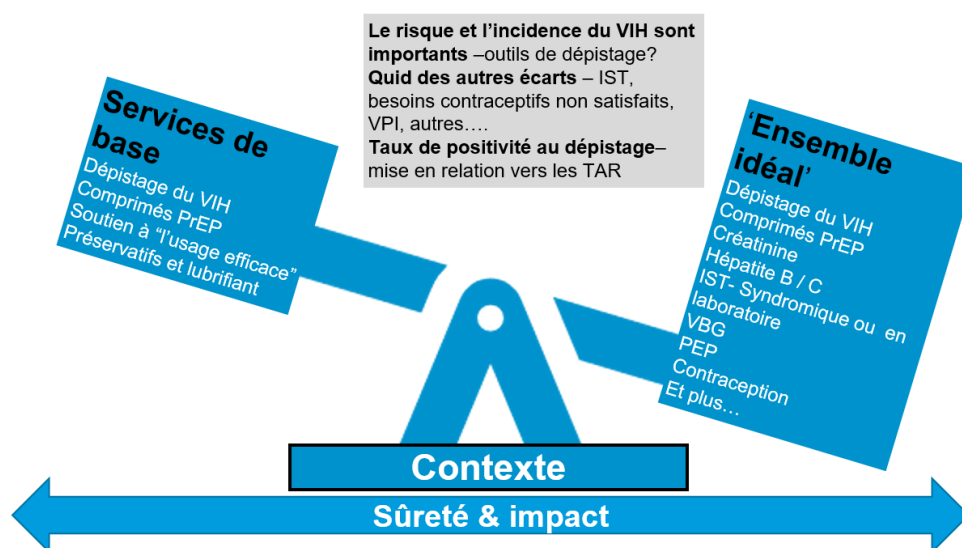 Le risque et l'incidence du VIH sont
importants –outils de dépistage?
Quid des autres écarts – IST,
besoins contraceptifs non satisfaits,
VPI, autres….
Taux de positivité au dépistage–
mise en relation vers les TAR
Services de
base
Dépistage du VIH
Comprimés PrEP
Soutien à "l'usage efficace"
Préservatifs et lubrifiant
'Ensemble
idéal'
Dépistage du VIH
Comprimés PrEP
Créatinine
Hépatite B / C
IST- Syndromique ou en
laboratoire
VBG
PEP
Contraception
Et plus…
Contexte
Sûreté & impact